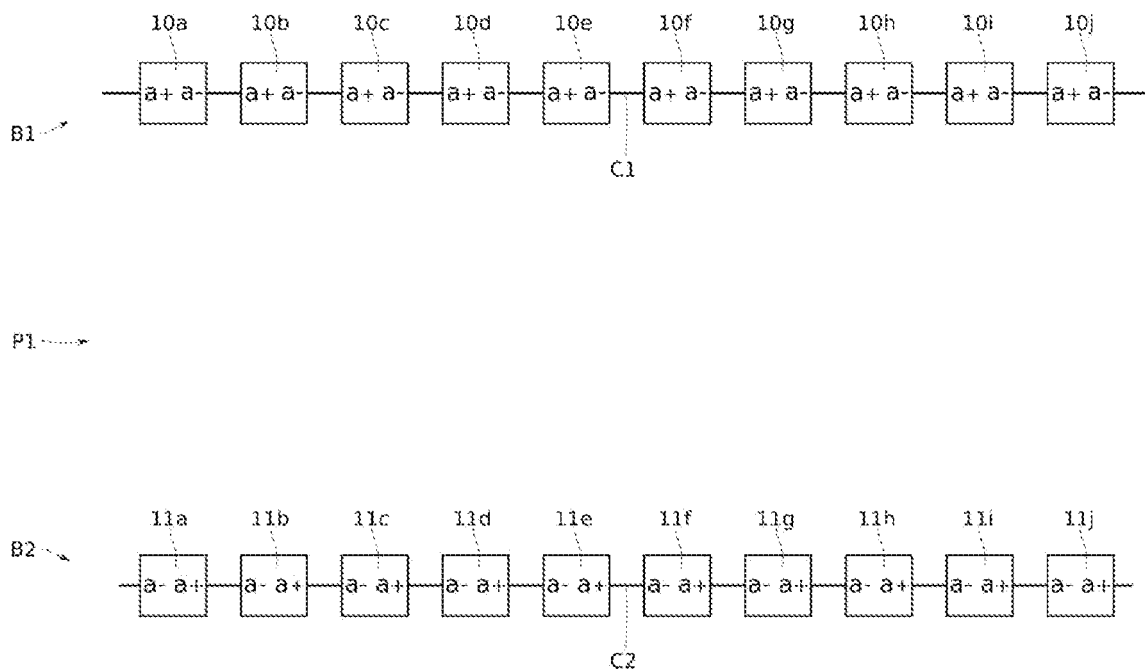 10a 10b 10c 10d 10e 10f 10g 10h 10i 10j
a+ a- a+ a- a+ a- a+ a- a+ a- a+ a- a+ a- a+ a- a+ a- a+ a-
B1
C1
P1
11a 11b 11c 11d 11e 11f 11g 11h 11i 11j
B2
a- a+ a- a+ a- a+ a- a+ a- a+ a- a+ a- a+ a- a+ a- a+ a- a+
C2